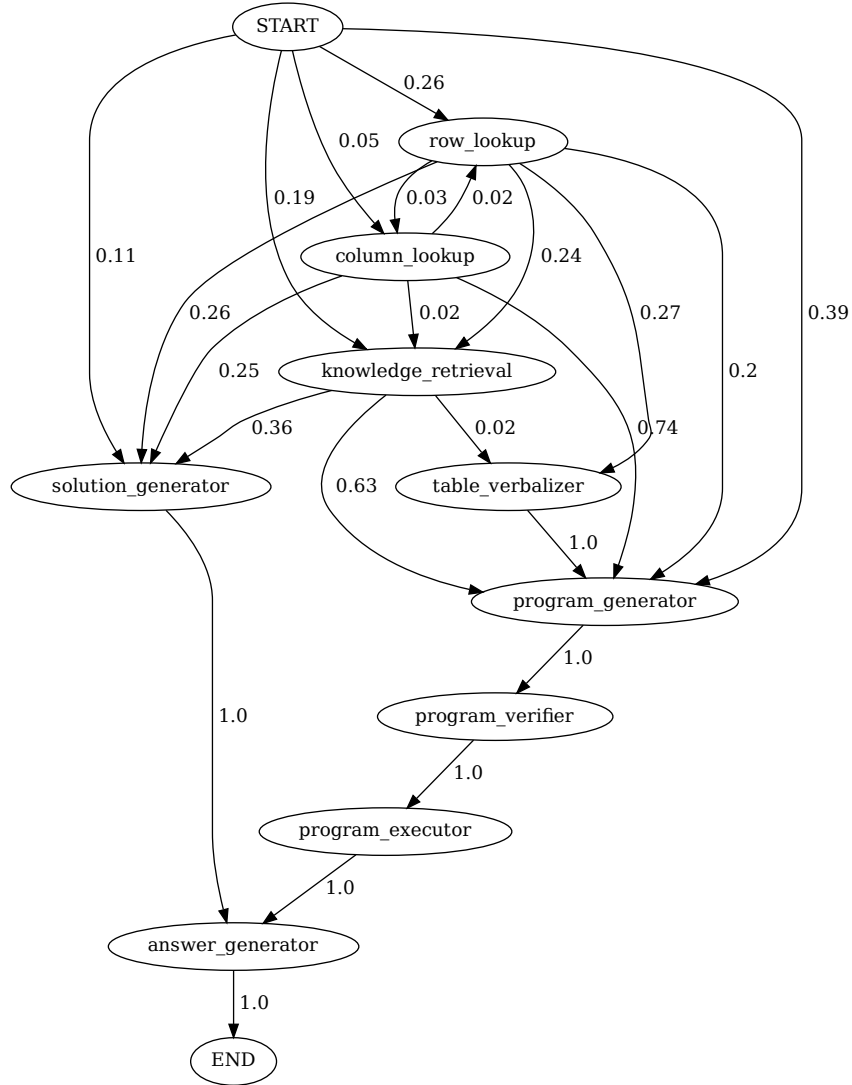 START
0.26
row_lookup
0.05
0.19
0.03
0.02
column_lookup
0.11
0.24
0.26
0.02
0.27
0.39
0.25
knowledge_retrieval
0.2
0.36
0.02
0.74
solution_generator
0.63
table_verbalizer
1.0
program_generator
1.0
program_verifier
1.0
1.0
program_executor
1.0
answer_generator
1.0
END